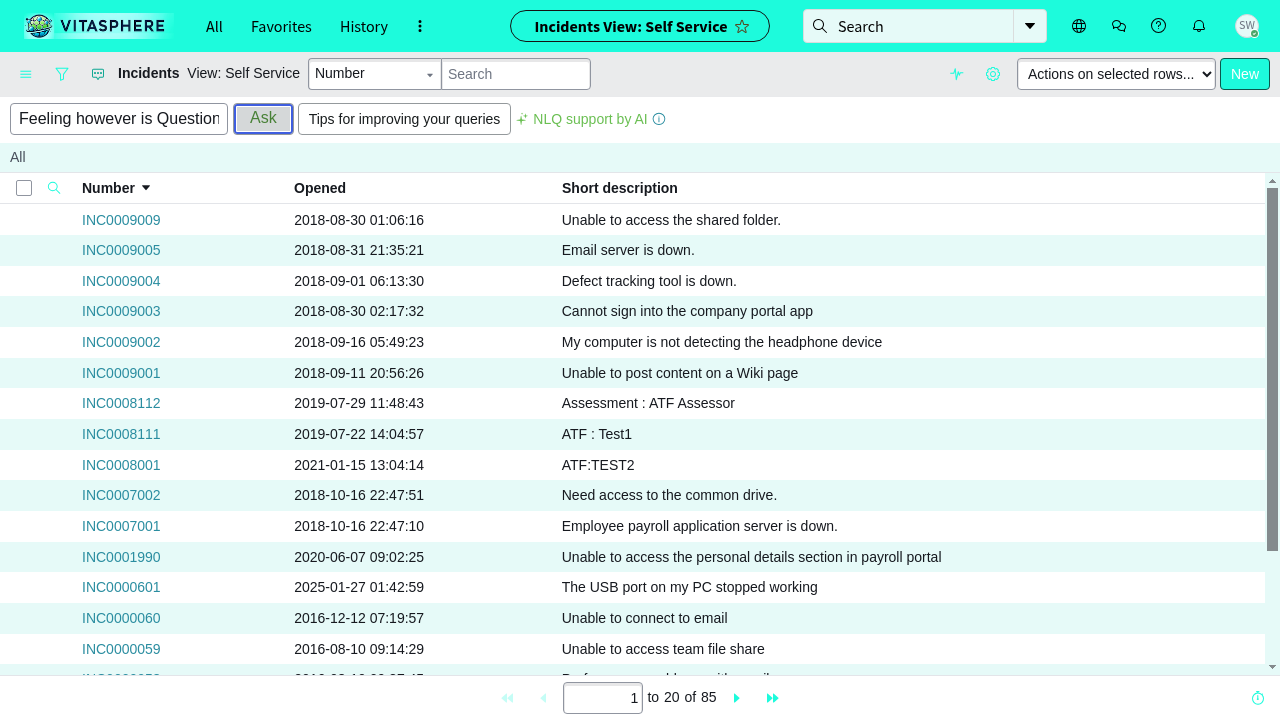 VITASPHERE All Favorites History Incidents View: Self Service Search SW
Incidents View: Self Service Number Search Actions on selected rows... New
Feeling however is Question Ask Tips for improving your queries NLQ support by AI
All
Number Opened Short description
INC0009009 2018-08-30 01:06:16 Unable to access the shared folder.
INC0009005 2018-08-31 21:35:21 Email server is down.
INC0009004 2018-09-01 06:13:30 Defect tracking tool is down.
INC0009003 2018-08-30 02:17:32 Cannot sign into the company portal app
INC0009002 2018-09-16 05:49:23 My computer is not detecting the headphone device
INC0009001 2018-09-11 20:56:26 Unable to post content on a Wiki page
INC0008112 2019-07-29 11:48:43 Assessment : ATF Assessor
INC0008111 2019-07-22 14:04:57 ATF : Test1
INC0008001 2021-01-15 13:04:14 ATF:TEST2
INC0007002 2018-10-16 22:47:51 Need access to the common drive.
INC0007001 2018-10-16 22:47:10 Employee payroll application server is down.
INC0001990 2020-06-07 09:02:25 Unable to access the personal details section in payroll portal
INC0000601 2025-01-27 01:42:59 The USB port on my PC stopped working
INC0000060 2016-12-12 07:19:57 Unable to connect to email
INC0000059 2016-08-10 09:14:29 Unable to access team file share
1 to 20 of 85